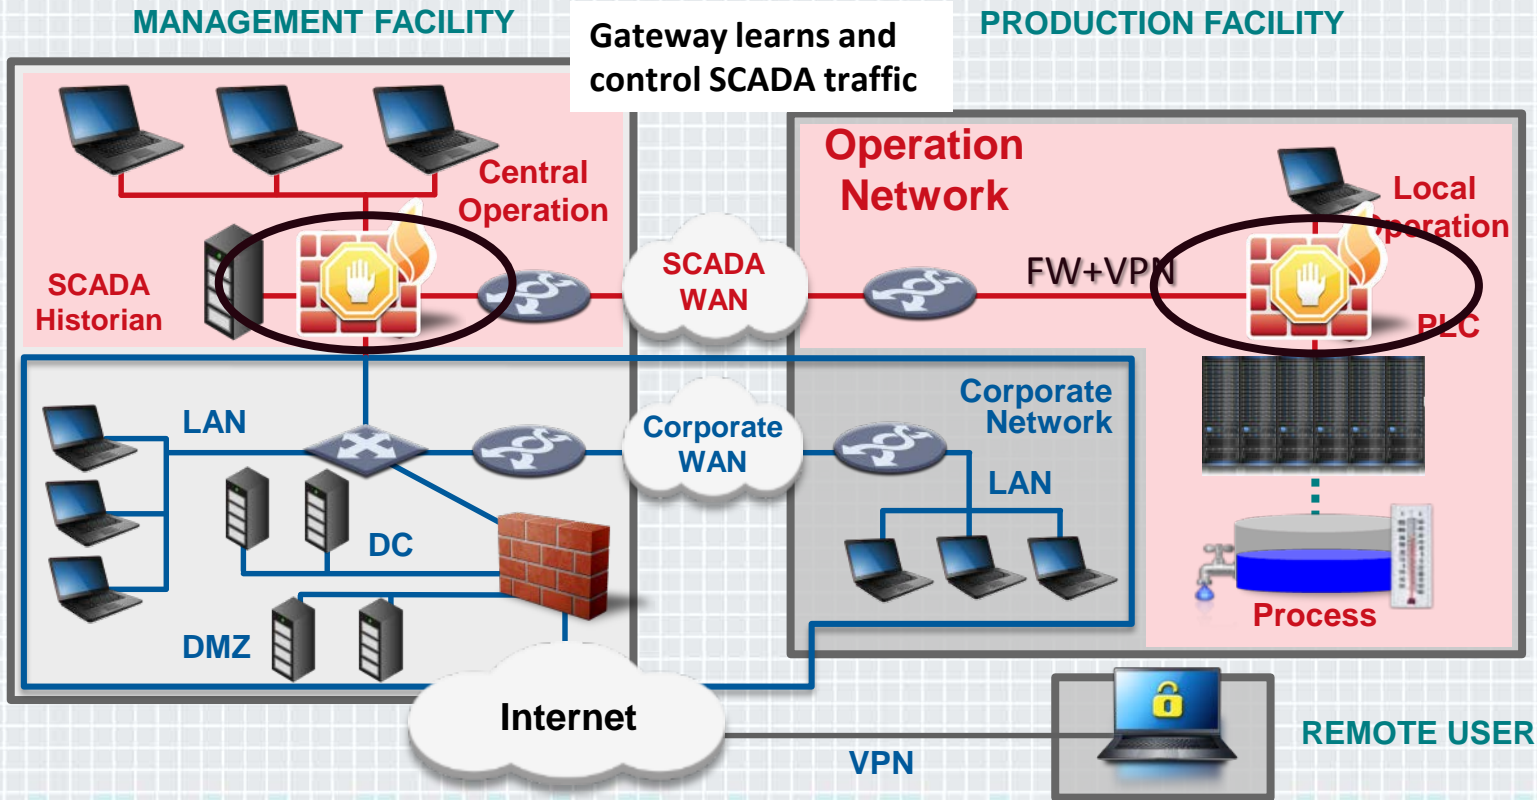 MANAGEMENT FACILITY
Gateway learns and
control SCADA traffic
PRODUCTION FACILITY
Central
Operation
SCADA
Historian
SCADA
WAN
Operation
Network
FW+VPN
Local
Operation
PLC
LAN
Corporate
WAN
Corporate
Network
LAN
DC
DMZ
Process
Internet
VPN
REMOTE USER